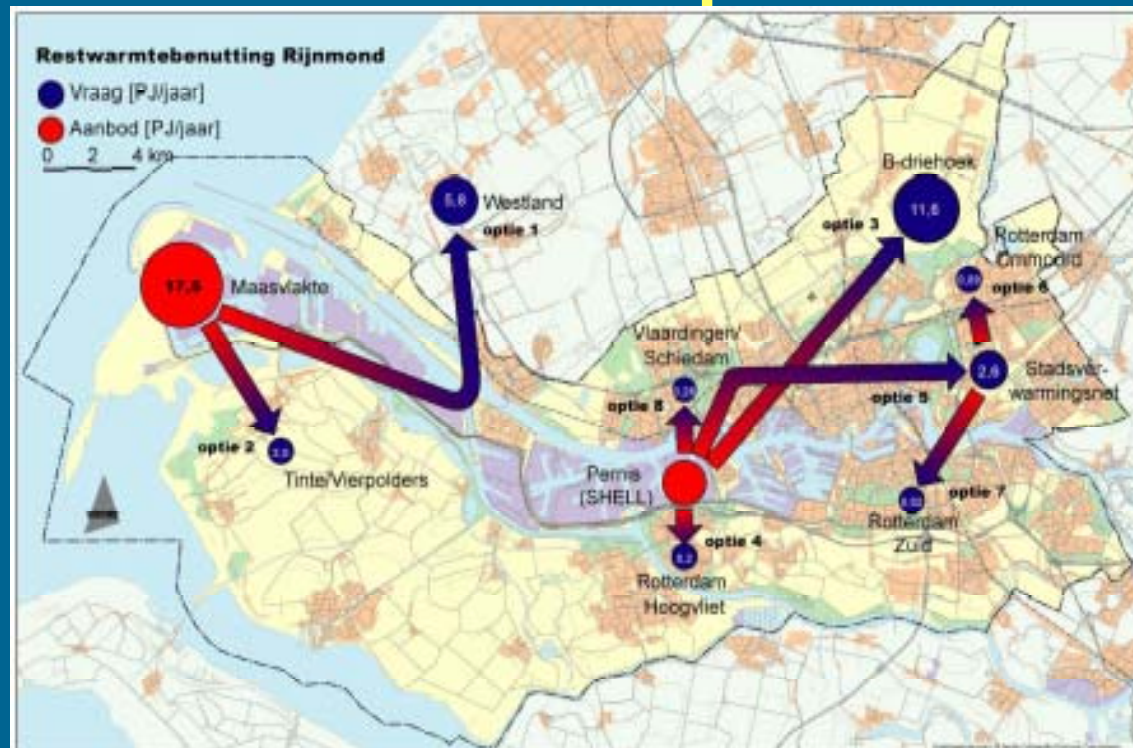 Restwarmtebenutting Rijnmond
Vraag [PJ/jaar]
Aanbod [PJ/jaar]
0 2 4 km
B-driehoek
5,8
Westland
optie 1
optie 3
11,6
Rotterdam
Ommoord
optie 6
Maasvlakte
Vlaardingen/
Schiedam
2,6
Stadsver-
warmingsnet
optie 5
optie 8
optie 2
Tinte/Vierpolders
Pernis
(SHELL)
optie 7
Rotterdam
Zuid
optie 4
Rotterdam
Hoogvliet